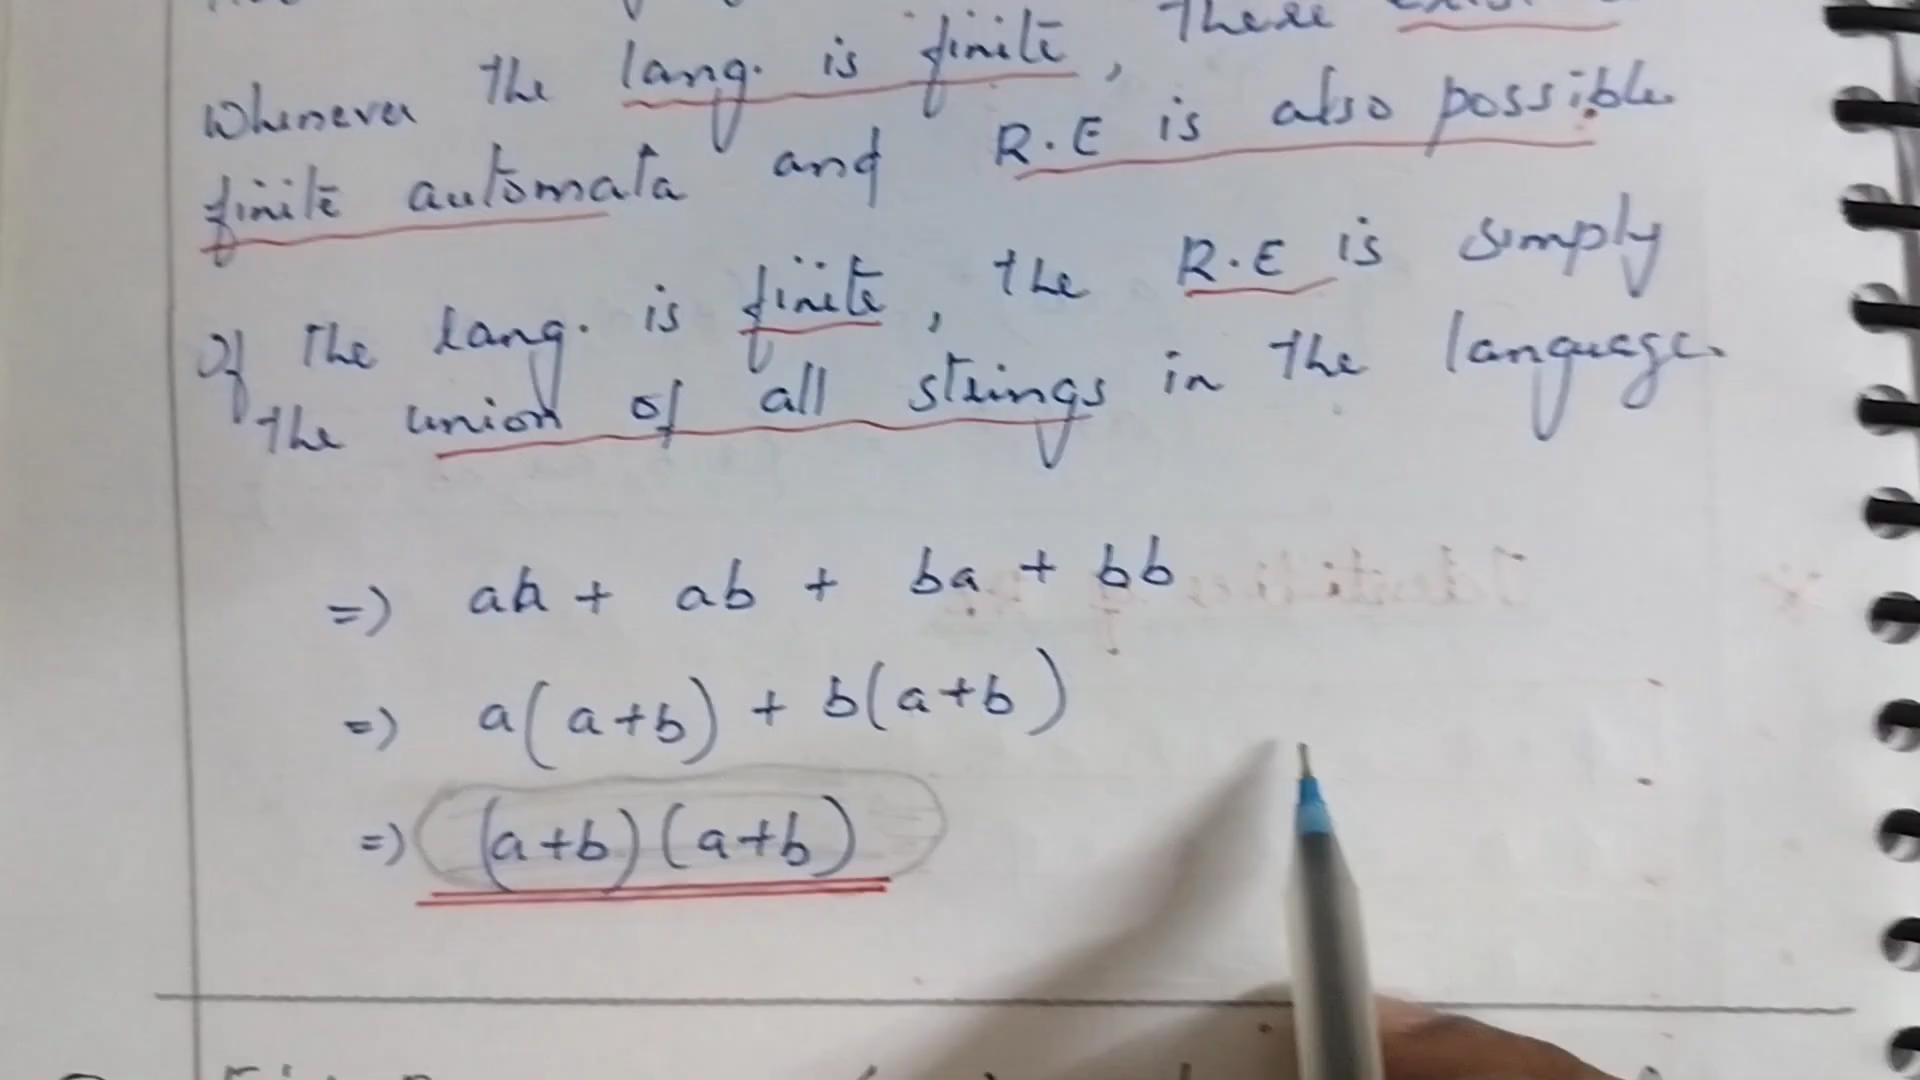 Whenever the lang. is finite, there exist
finite automata and R.E is also possible.
If the lang. is finite, the R.E is simply
the union of all strings in the language.
=) aa + ab + ba + bb
=) a(a+b) + b(a+b)
=) (a+b)(a+b)